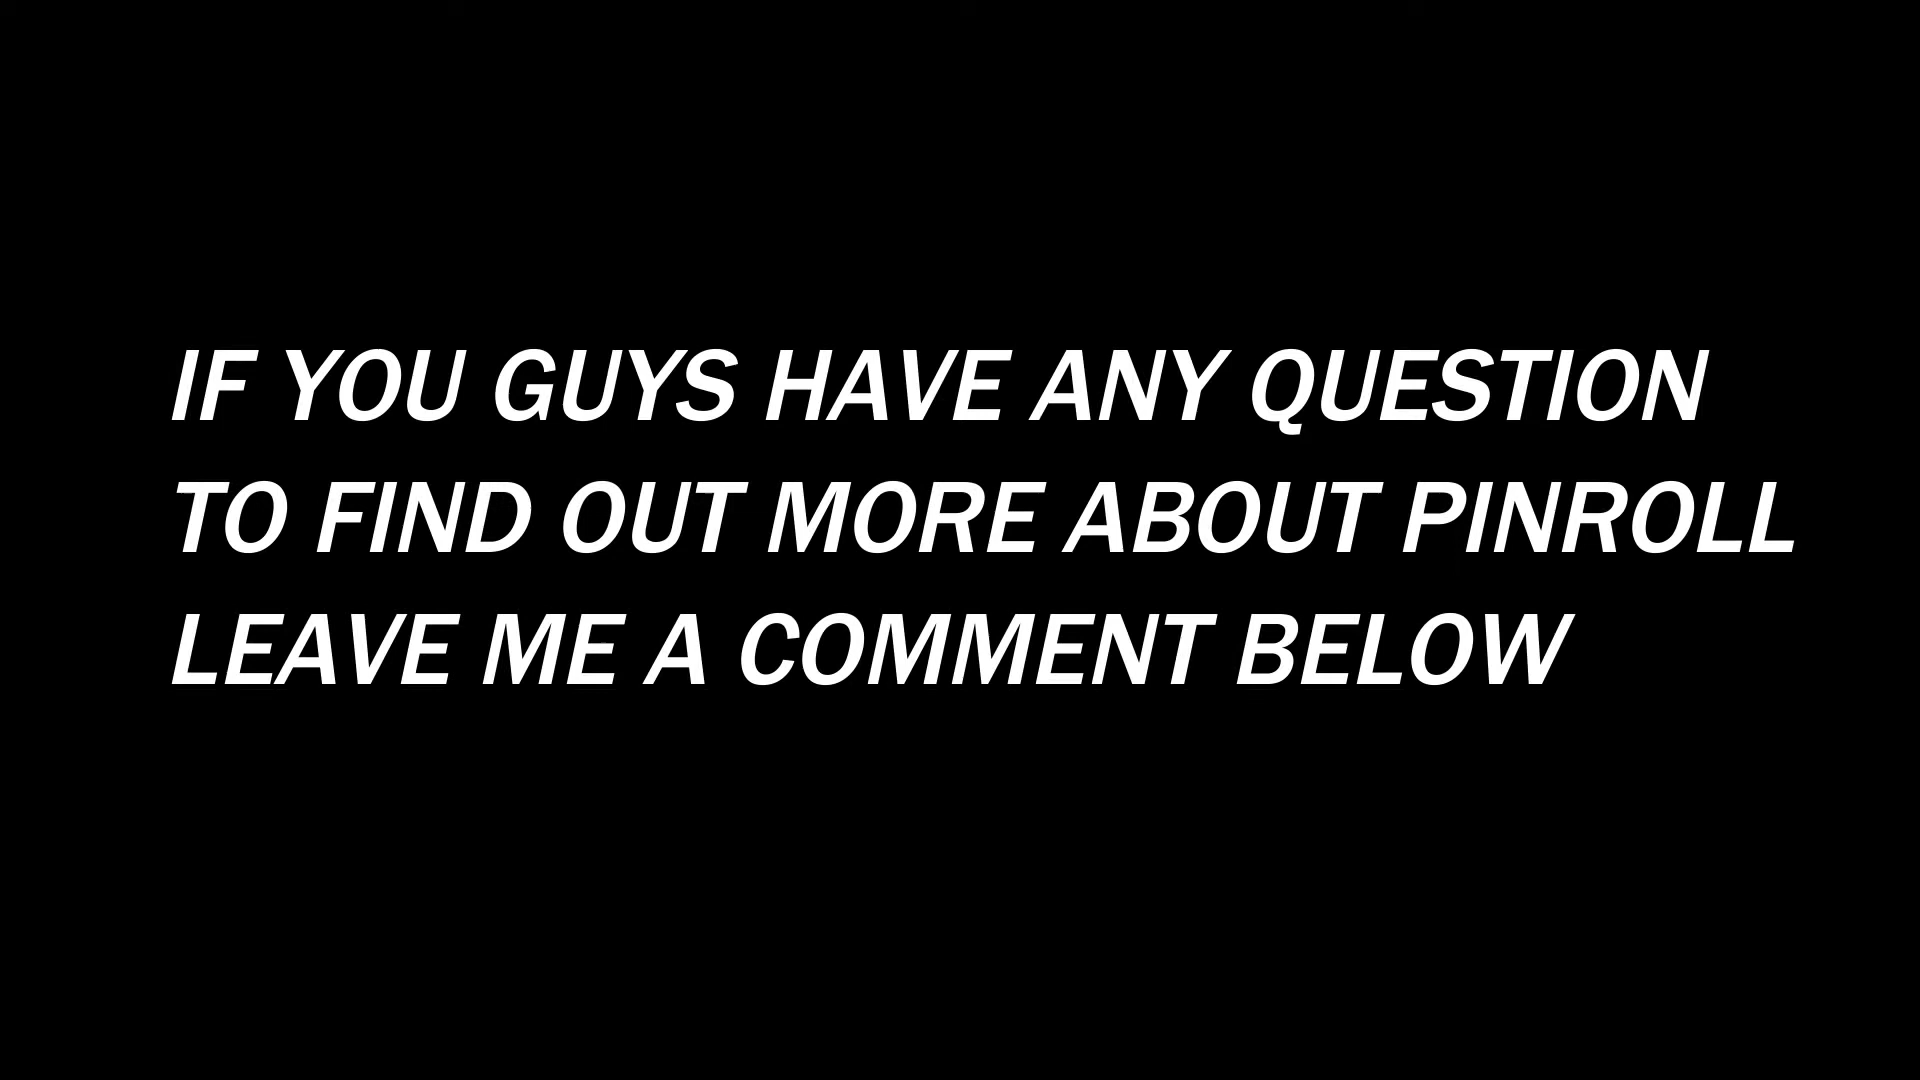 IF YOU GUYS HAVE ANY QUESTION
TO FIND OUT MORE ABOUT PINROLL
LEAVE ME A COMMENT BELOW